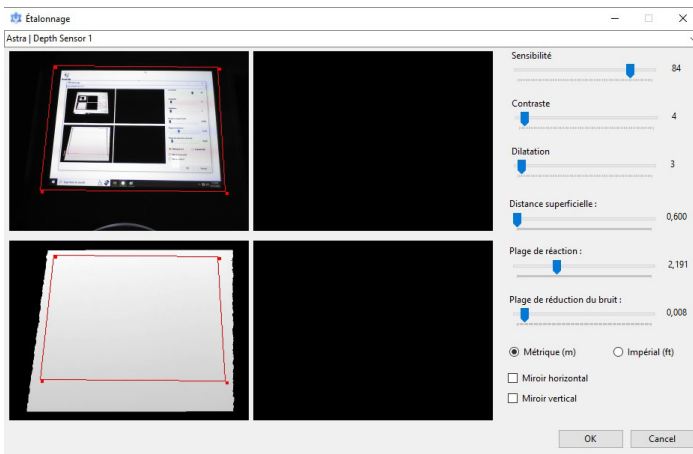 Étalonnage
Astra | Depth Sensor 1
Sensibilité
84
Contraste
4
Dilatation
3
Distance superficielle :
0,600
Plage de réaction :
2,191
Plage de réduction du bruit :
0,008
Métrique (m)
Impérial (ft)
Miroir horizontal
Miroir vertical
OK
Cancel